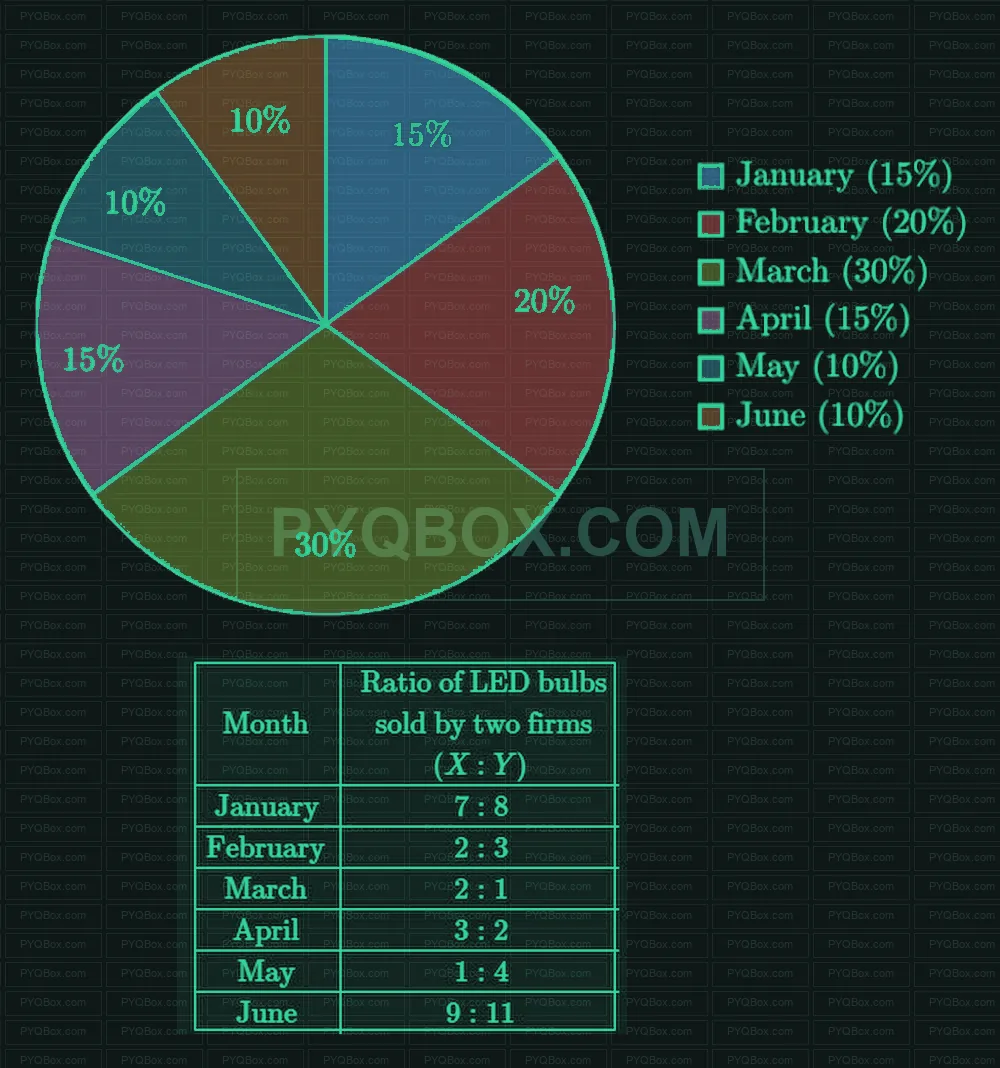 10%
15%
10%
20%
15%
30%
January (15%)
February (20%)
March (30%)
April (15%)
May (10%)
June (10%)
PYQBOX.COM
Month Ratio of LED bulbs
sold by two firms
(X : Y)
January 7 : 8
February 2 : 3
March 2 : 1
April 3 : 2
May 1 : 4
June 9 : 11
PYQBox.com